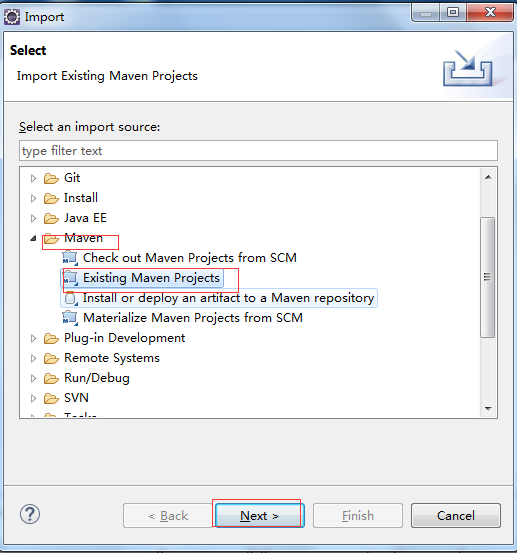 Import
Select
Import Existing Maven Projects
Select an import source:
type filter text
Git
Install
Java EE
Maven
Check out Maven Projects from SCM
Existing Maven Projects
Install or deploy an artifact to a Maven repository
Materialize Maven Projects from SCM
Plug-in Development
Remote Systems
Run/Debug
SVN
Tasks
?
< Back
Next >
Finish
Cancel